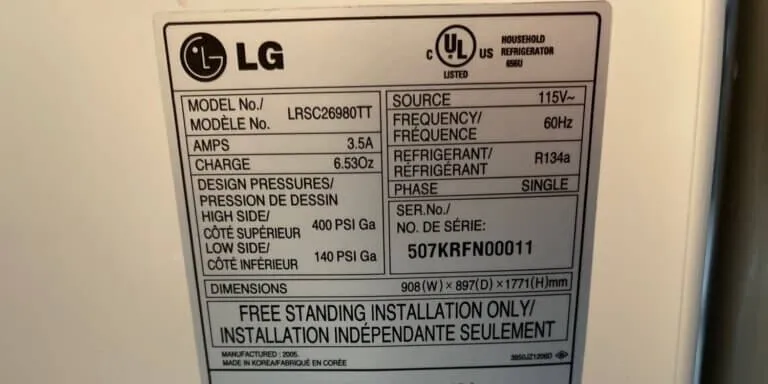 LG
C UL US
LISTED
HOUSEHOLD
REFRIGERATOR
656U
MODEL No./
MODÈLE No. LRSC26980TT
AMPS 3.5A
CHARGE 6.53Oz
DESIGN PRESSURES/
PRESSION DE DESSIN
HIGH SIDE/
CÔTÉ SUPÉRIEUR 400 PSI Ga
LOW SIDE/
CÔTÉ INFÉRIEUR 140 PSI Ga
SOURCE 115V~
FREQUENCY/
FRÉQUENCE 60Hz
REFRIGERANT/
RÉFRIGÉRANT R134a
PHASE SINGLE
SER.No./
NO. DE SÉRIE:
507KRFN00011
DIMENSIONS 908(W)×897(D)×1771(H)mm
FREE STANDING INSTALLATION ONLY/
INSTALLATION INDÉPENDANTE SEULEMENT
MANUFACTURED : 2005.
MADE IN KOREA/FABRIQUÉ EN CORÉE
3850JZ1206D